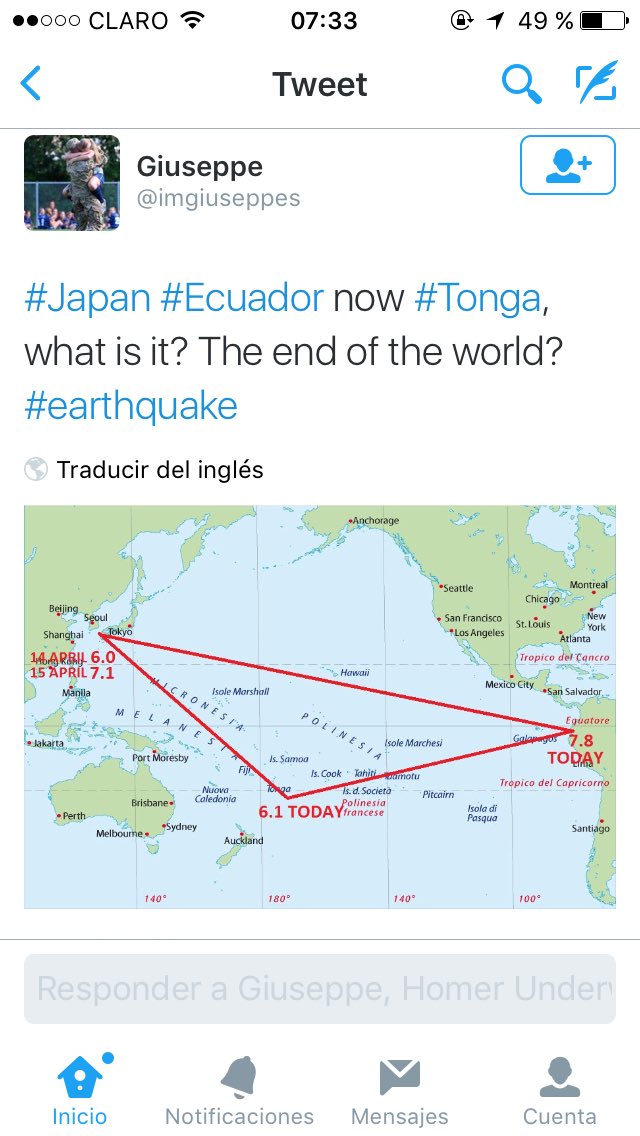 CLARO 07:33 49 %
Tweet
Giuseppe
@imgiuseppes
#Japan #Ecuador now #Tonga,
what is it? The end of the world?
#earthquake
Traducir del inglés
Anchorage
Seattle
Montreal
Chicago
Beijing
Seoul
San Francisco
St. Louis
New
York
Shanghai
Tokyo
Los Angeles
Atlanta
14 APRIL 6.0
Hong Kong
Tropico del Cancro
15 APRIL 7.1
Hawaii
Manila
MICRONESIA
Isole Marshall
Mexico City
San Salvador
MELANESIA
POLINESIA
Equatore
Jakarta
Isole Marchesi
Galapagos
7.8
TODAY
Port Moresby
Is. Samoa
Lima
Fiji
Is. Cook
Tahiti
Tuamotu
Tropico del Capricorno
Nuova
Caledonia
Tonga
Is. d. Società
Pitcairn
Brisbane
6.1 TODAY
Polinesia
francese
Isola di
Pasqua
Perth
Sydney
Melbourne
Auckland
Santiago
140° 180° 140° 100°
Responder a Giuseppe, Homer Underw
Inicio Notificaciones Mensajes Cuenta